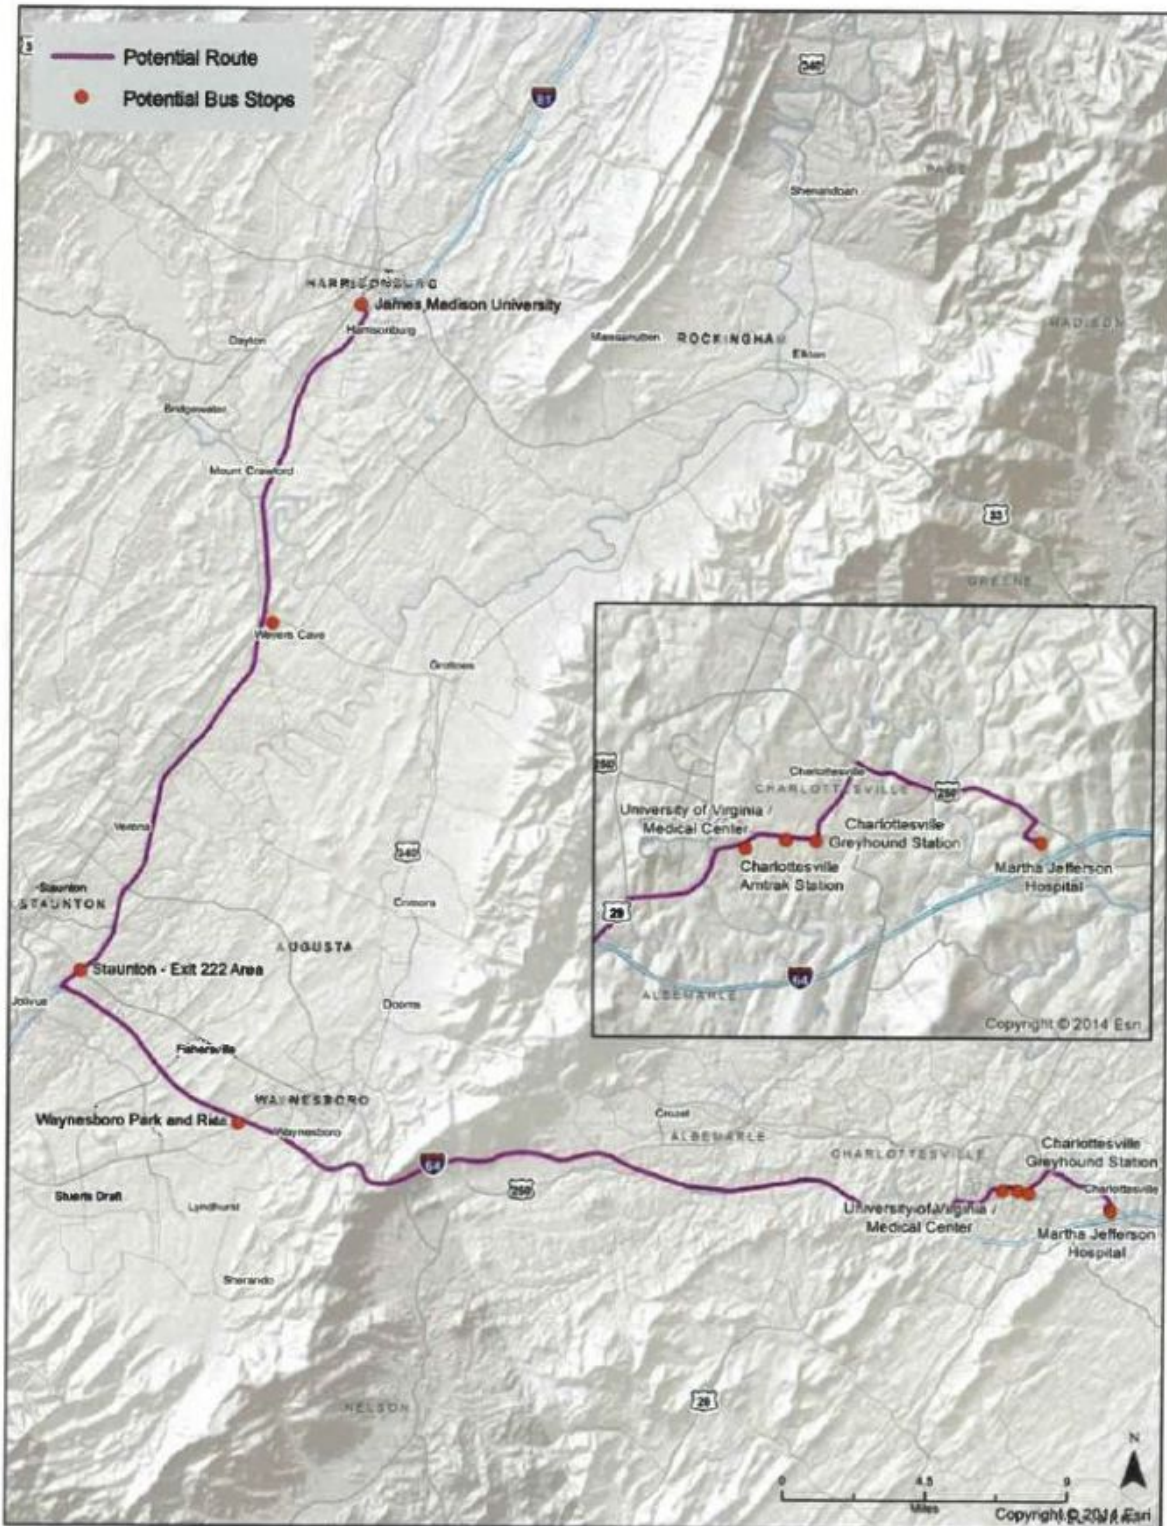 Potential Route
Potential Bus Stops
81
340
Shenandoah
PAGE
HARRISONBURG
James Madison University
Harrisonburg
Dayton
Massanutten
ROCKINGHAM
MADISON
Elkton
Bridgewater
Mount Crawford
33
GREENE
Weyers Cave
Grottoes
Verona
340
Staunton
STAUNTON
Crimora
AUGUSTA
Staunton - Exit 222 Area
Jolivue
Dooms
Fishersville
WAYNESBORO
Waynesboro Park and Ride
Waynesboro
64
250
Stuarts Draft
Lyndhurst
Sherando
Crozet
ALBEMARLE
CHARLOTTESVILLE
Charlottesville
Greyhound Station
Charlottesville
University of Virginia /
Medical Center
Martha Jefferson
Hospital
NELSON
29
250
Charlottesville
CHARLOTTESVILLE
250
University of Virginia /
Medical Center
Charlottesville
Greyhound Station
Charlottesville
Amtrak Station
Martha Jefferson
Hospital
29
64
ALBEMARLE
Copyright © 2014 Esri
N
0 4.5 9
Miles
Copyright © 2014 Esri